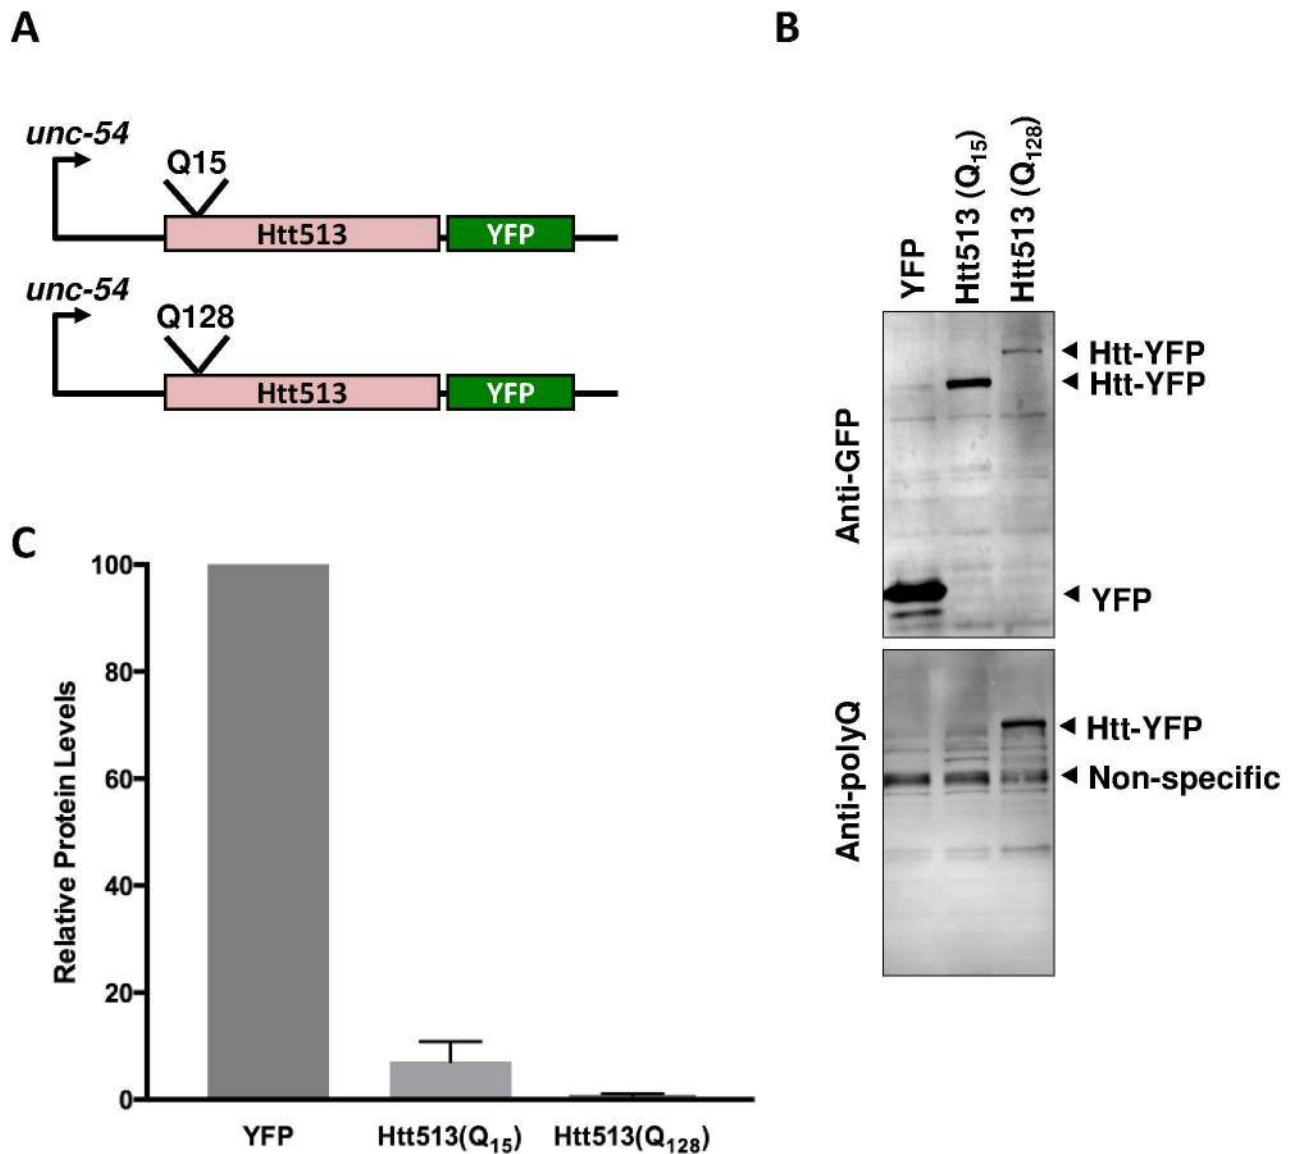 A
unc-54
Q15
Htt513
YFP
unc-54
Q128
Htt513
YFP
B
YFP
Htt513 (Q15)
Htt513 (Q128)
Anti-GFP
Htt-YFP
Htt-YFP
YFP
Anti-polyQ
Htt-YFP
Non-specific
C
Relative Protein Levels
100
80
60
40
20
0
YFP
Htt513(Q15)
Htt513(Q128)